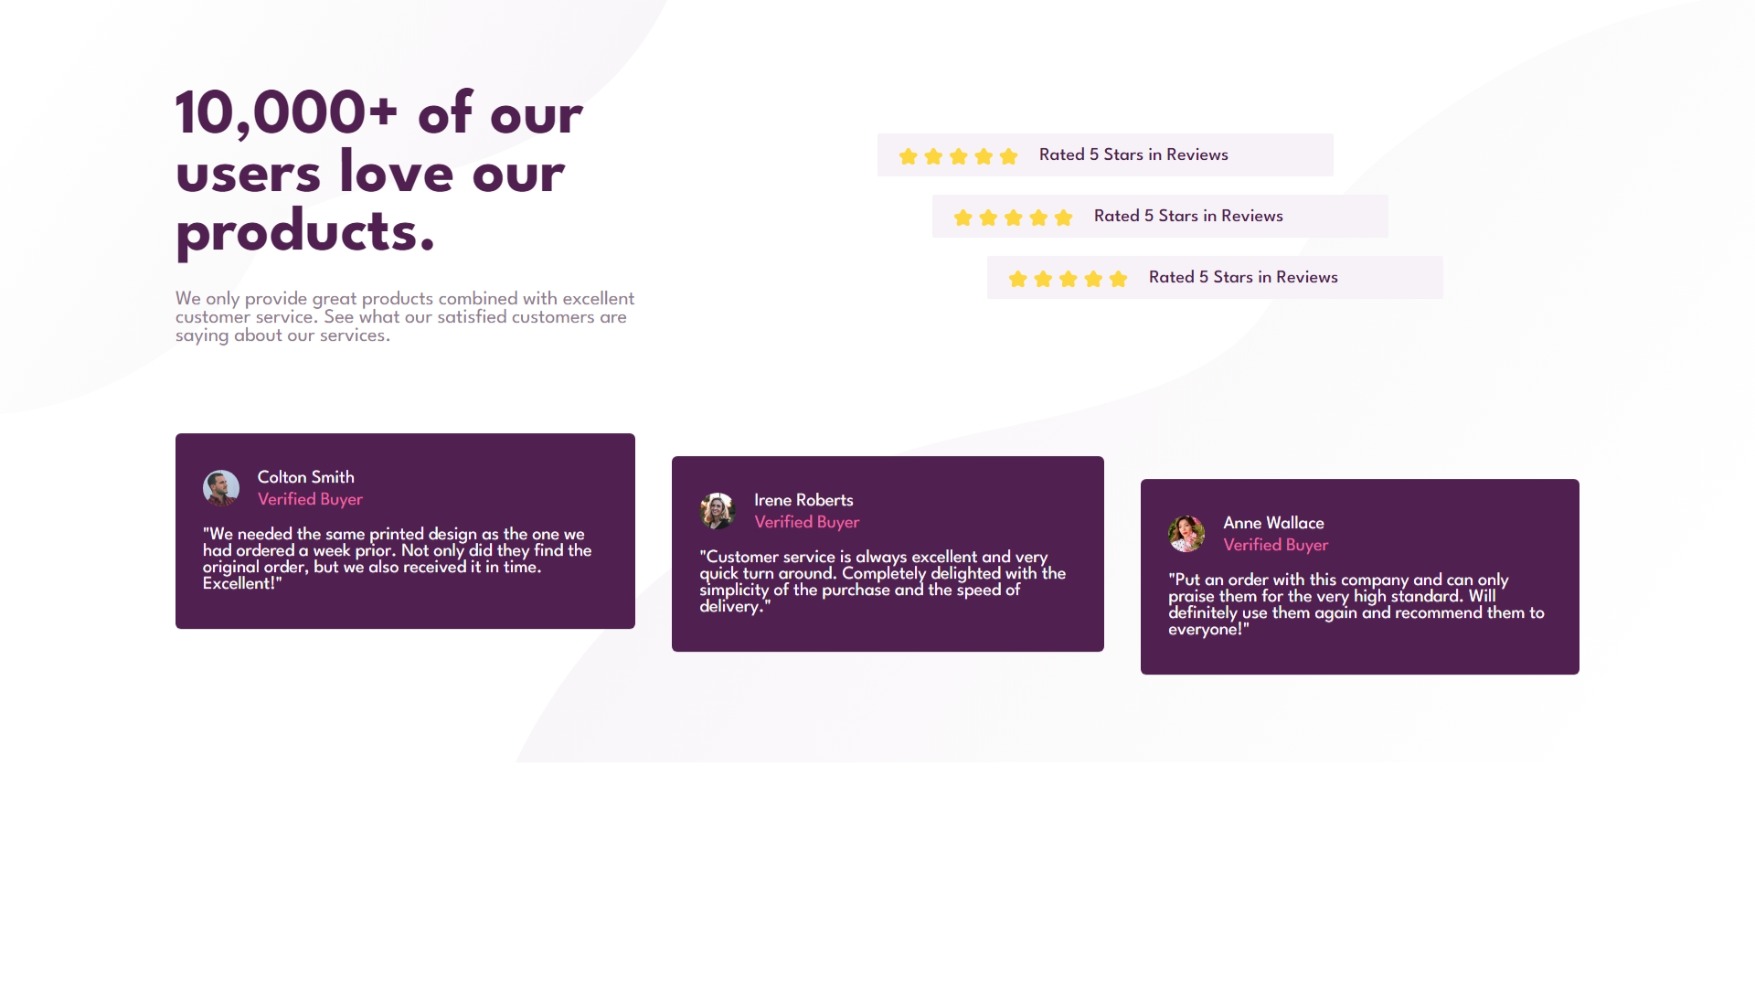 10,000+ of our
users love our
products.
We only provide great products combined with excellent
customer service. See what our satisfied customers are
saying about our services.
Rated 5 Stars in Reviews
Rated 5 Stars in Reviews
Rated 5 Stars in Reviews
Colton Smith
Verified Buyer
"We needed the same printed design as the one we
had ordered a week prior. Not only did they find the
original order, but we also received it in time.
Excellent!"
Irene Roberts
Verified Buyer
"Customer service is always excellent and very
quick turn around. Completely delighted with the
simplicity of the purchase and the speed of
delivery."
Anne Wallace
Verified Buyer
"Put an order with this company and can only
praise them for the very high standard. Will
definitely use them again and recommend them to
everyone!"